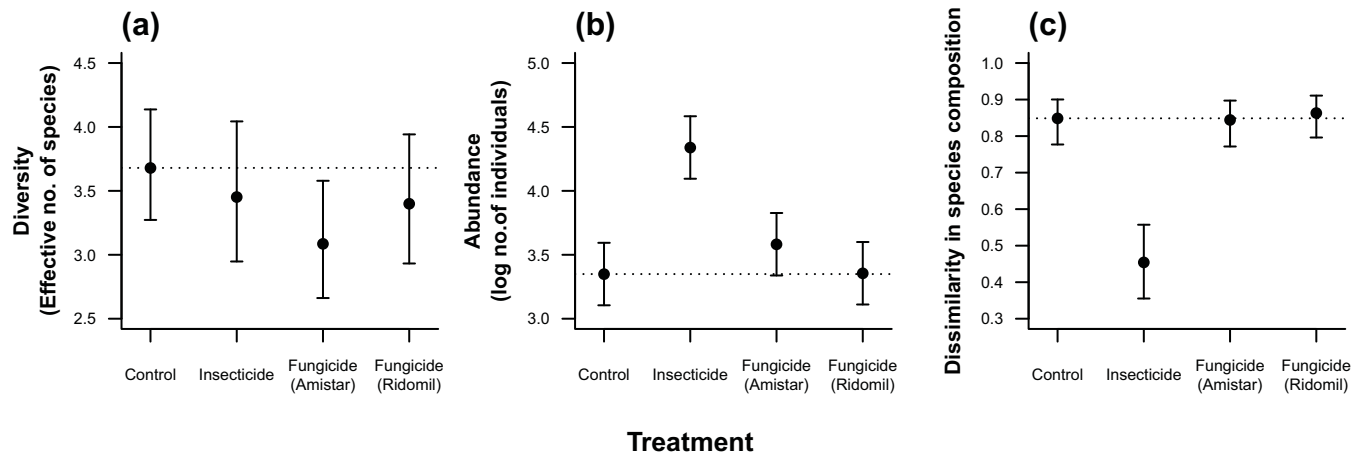 (a)
Diversity
(Effective no. of species)
4.5
4.0
3.5
3.0
2.5
Control
Insecticide
Fungicide
(Amistar)
Fungicide
(Ridomil)
(b)
Abundance
(log no.of individuals)
5.0
4.5
4.0
3.5
3.0
Control
Insecticide
Fungicide
(Amistar)
Fungicide
(Ridomil)
(c)
Dissimilarity in species composition
1.0
0.9
0.8
0.7
0.6
0.5
0.4
0.3
Control
Insecticide
Fungicide
(Amistar)
Fungicide
(Ridomil)
Treatment